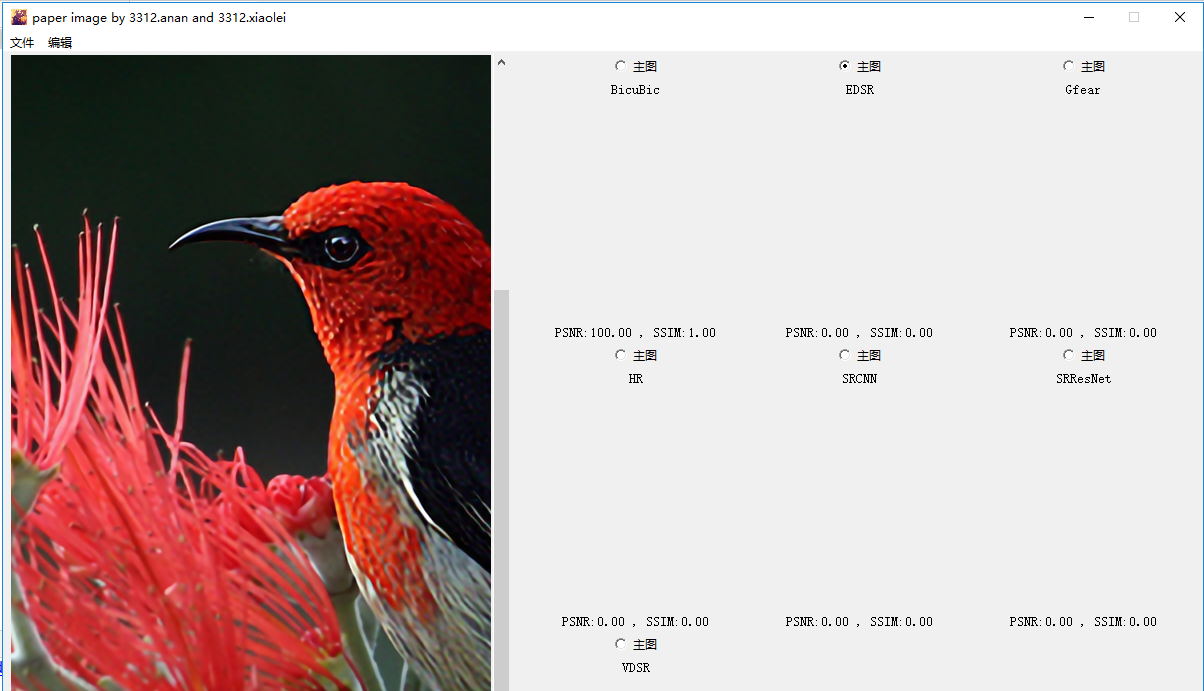 paper image by 3312.anan and 3312.xiaolei
文件 编辑
主图 主图 主图
BicuBic EDSR Gfear
PSNR:100.00 , SSIM:1.00 PSNR:0.00 , SSIM:0.00 PSNR:0.00 , SSIM:0.00
主图 主图 主图
HR SRCNN SRResNet
PSNR:0.00 , SSIM:0.00 PSNR:0.00 , SSIM:0.00 PSNR:0.00 , SSIM:0.00
主图
VDSR